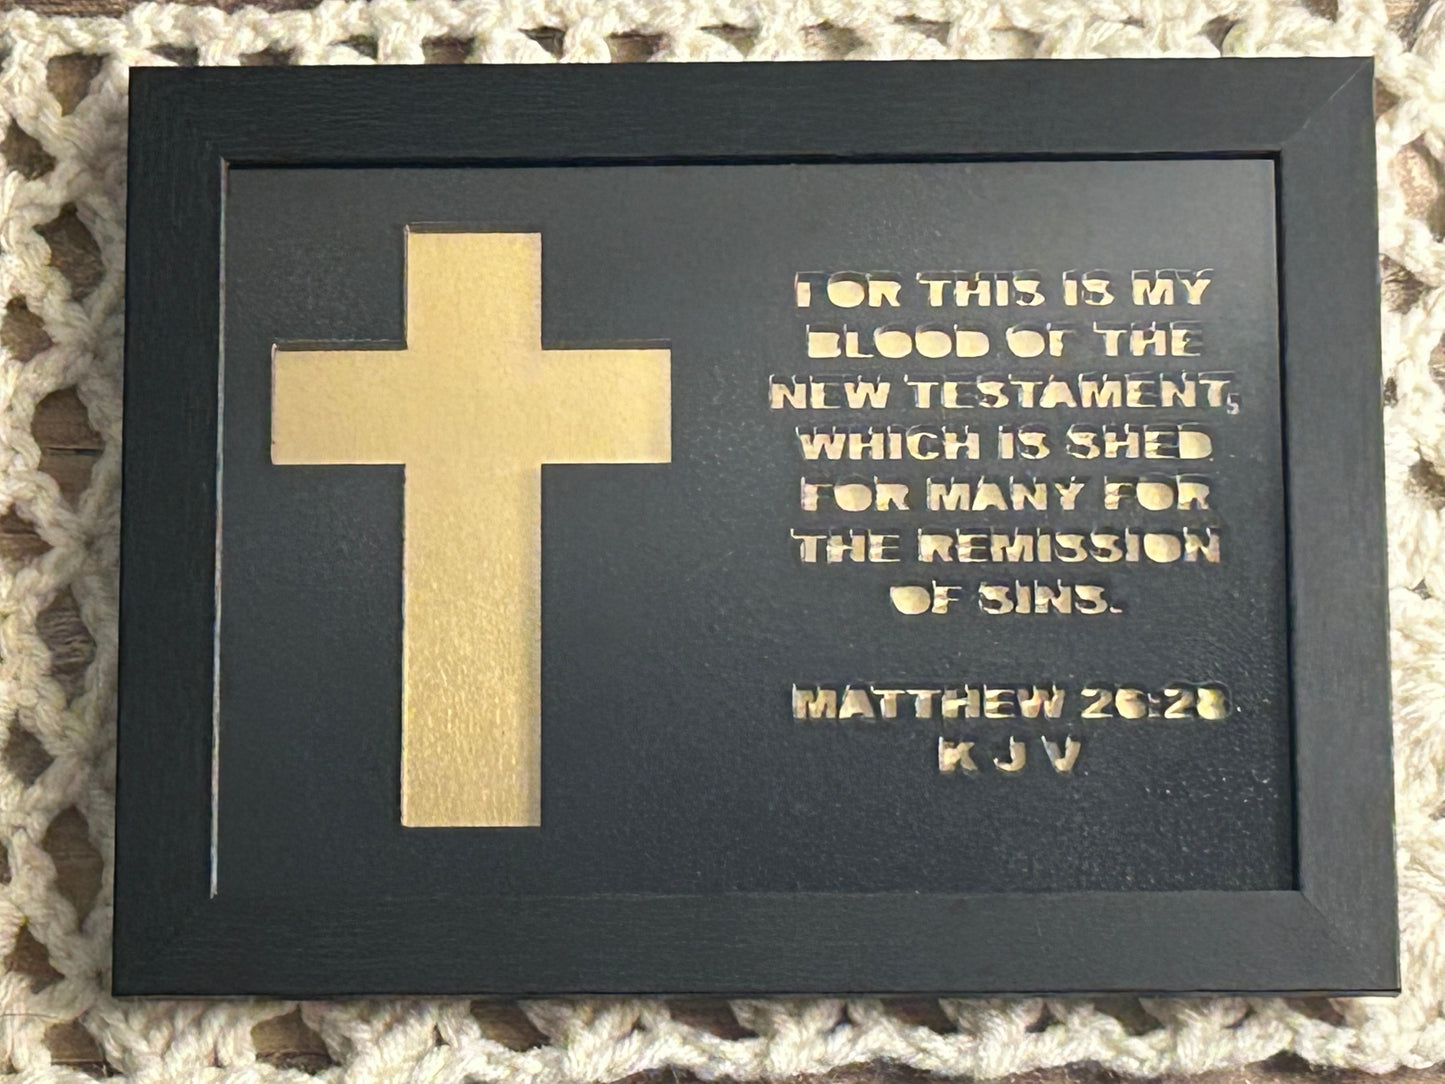 FOR THIS IS MY
BLOOD OF THE
NEW TESTAMENT,
WHICH IS SHED
FOR MANY FOR
THE REMISSION
OF SINS.
MATTHEW 26:28
K J V